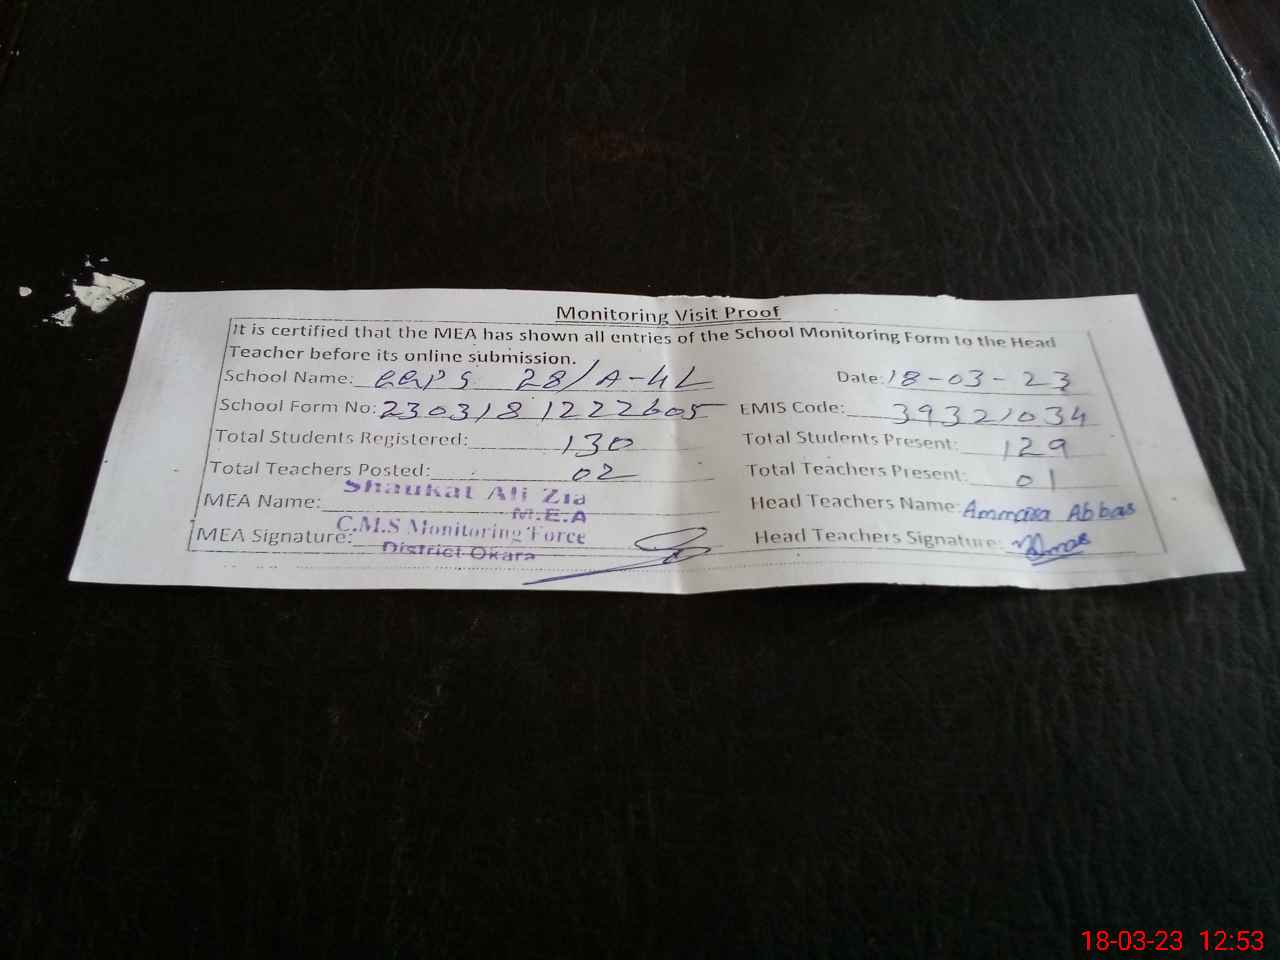 Monitoring Visit Proof
It is certified that the MEA has shown all entries of the School Monitoring Form to the Head
Teacher before its online submission.
School Name: GGPS 28/A-4L Date: 18-03-23
School Form No: 2303181222605 EMIS Code: 39321034
Total Students Registered: 130 Total Students Present: 129
Total Teachers Posted: 02 Total Teachers Present: 01
MEA Name: Shaukat Ali Zia Head Teachers Name: Ammara Abbas
M.E.A
C.M.S Monitoring Force
MEA Signature: Head Teachers Signature:
District Okara
18-03-23 12:53